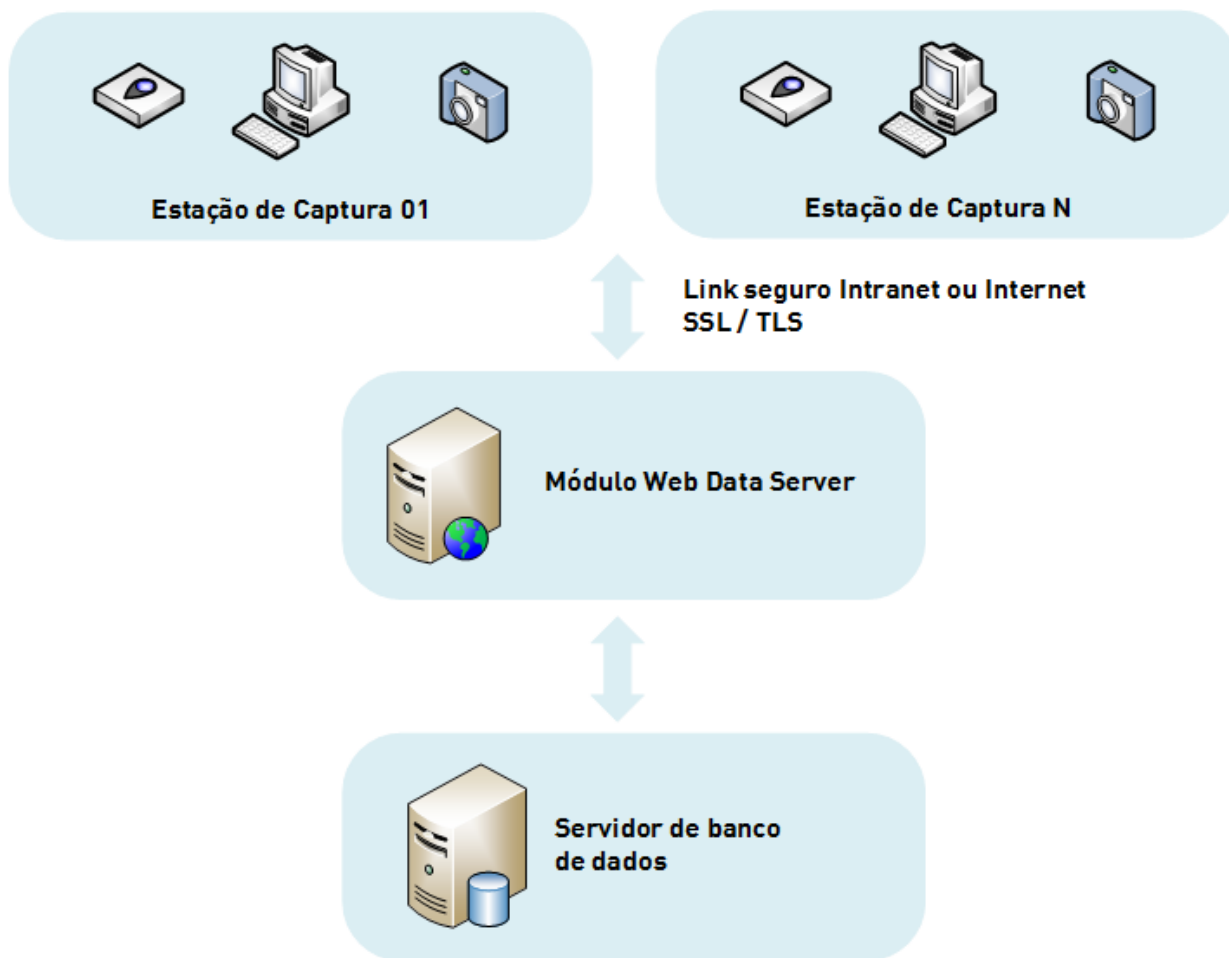 Estação de Captura 01
Estação de Captura N
Link seguro Intranet ou Internet
SSL / TLS
Módulo Web Data Server
Servidor de banco
de dados